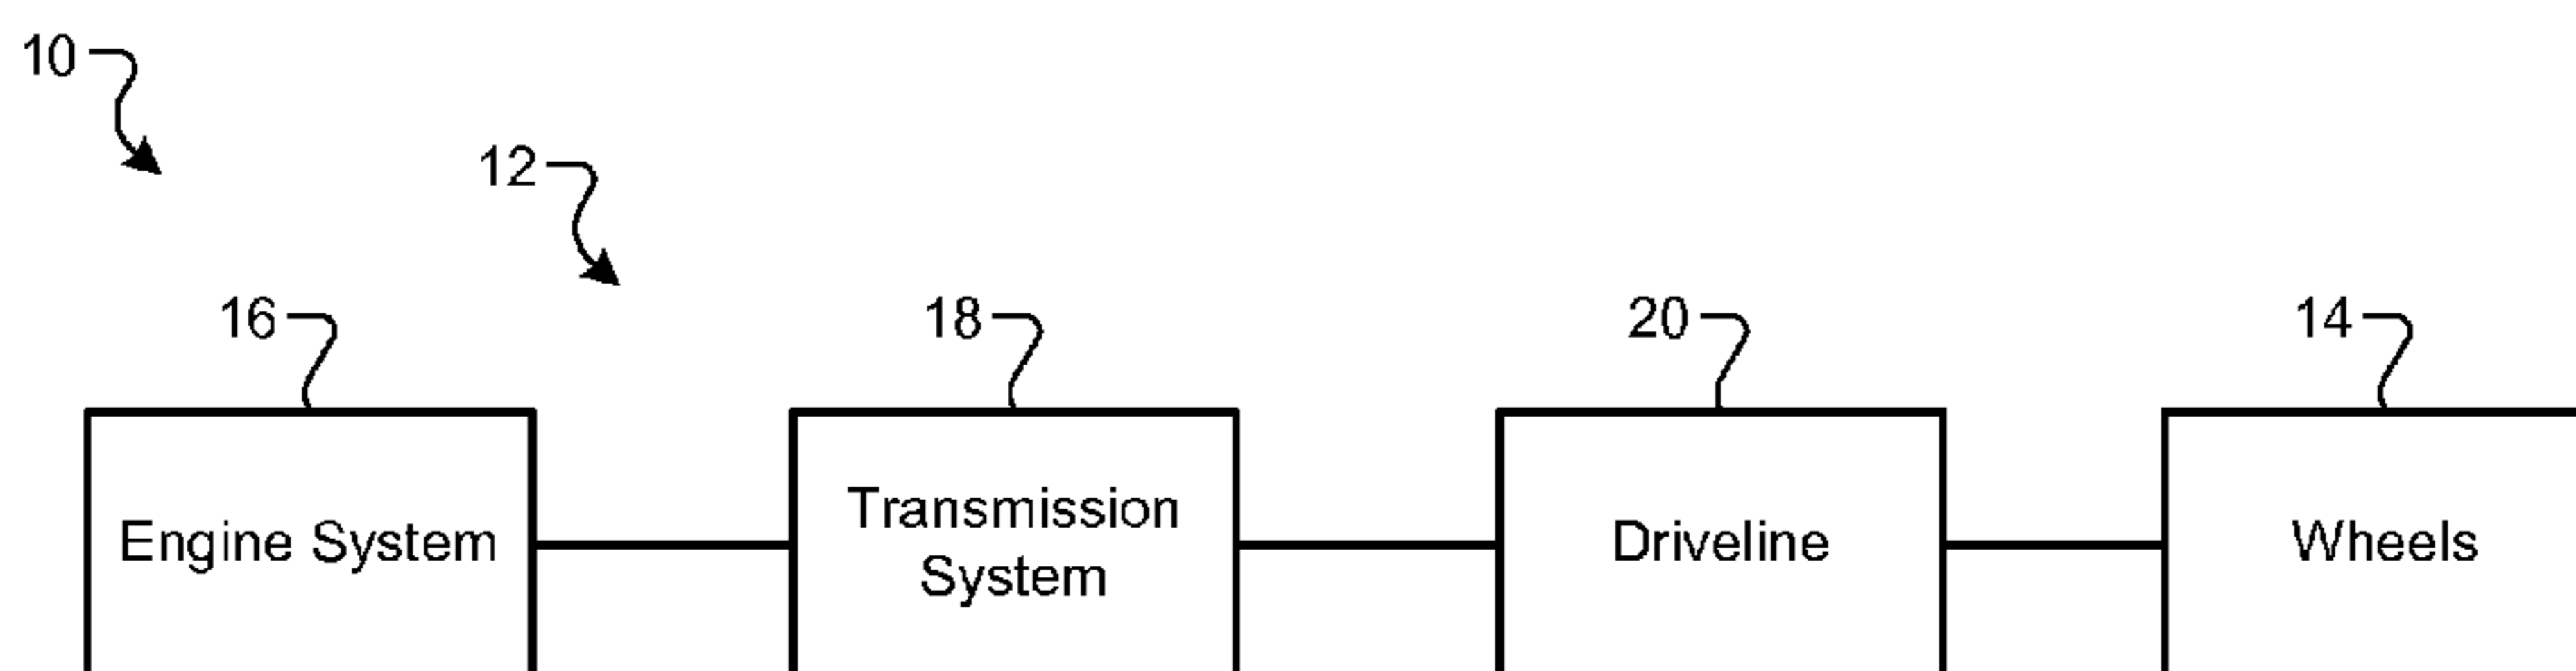 10
12
16
18
20
14
Engine System
Transmission
System
Driveline
Wheels